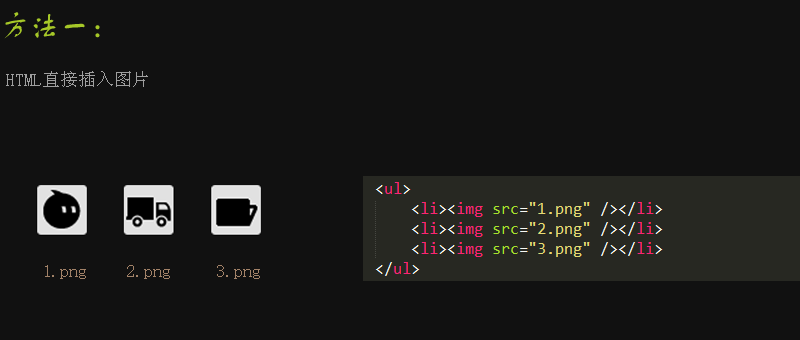 方法一:
HTML直接插入图片
1.png 2.png 3.png
<ul>
<li><img src="1.png" /></li>
<li><img src="2.png" /></li>
<li><img src="3.png" /></li>
</ul>